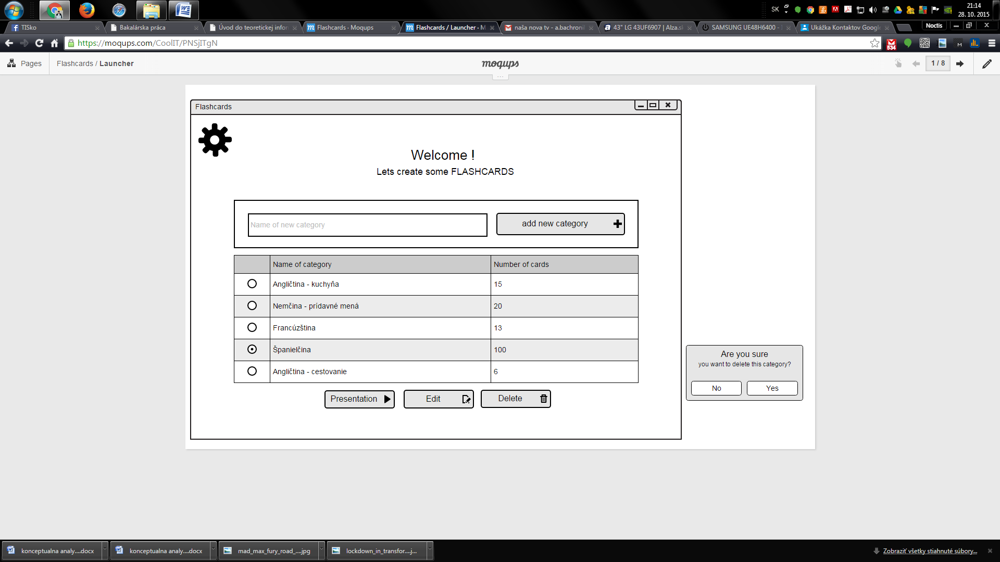 SK
21:14
28. 10. 2015
TISko
Bakalárska práca
Úvod do teoretickej infor
Flashcards · Moqups
Flashcards / Launcher · M
naša nova tv - a.bachroni
43" LG 43UF6907 | Alza.sk
SAMSUNG UE48H6400 -
Ukážka Kontaktov Google
Noctis
https://moqups.com/CoolIT/PNSjITgN
534
M
Pages
Flashcards / Launcher
moqups
1 / 8
...
Flashcards
Welcome !
Lets create some FLASHCARDS
Name of new category
add new category
Name of category
Number of cards
Angličtina - kuchyňa
15
Nemčina - prídavné mená
20
Francúzština
13
Španielčina
100
Angličtina - cestovanie
6
Presentation
Edit
Delete
Are you sure
you want to delete this category?
No
Yes
konceptualna analy....docx
konceptualna analy....docx
mad_max_fury_road_....jpg
lockdown_in_transfor....j...
Zobraziť všetky stiahnuté súbory...